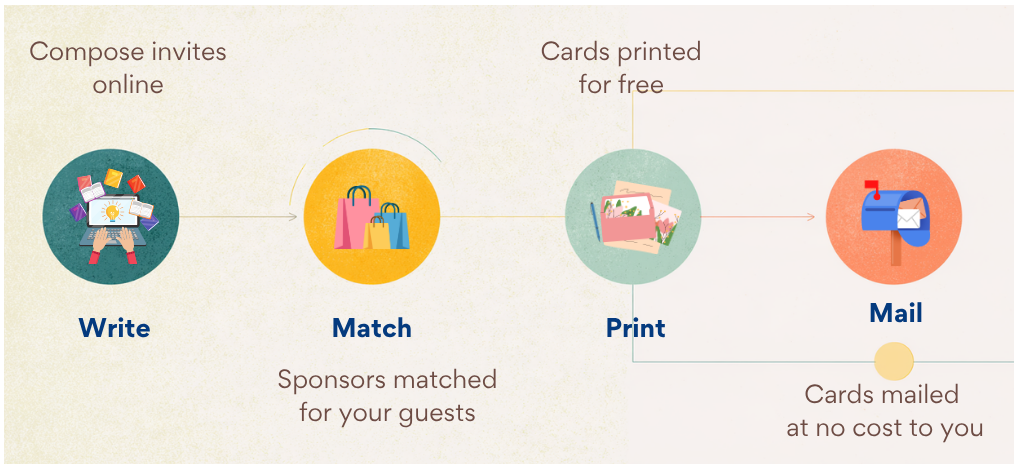 Compose invites
online
Write
Match
Sponsors matched
for your guests
Cards printed
for free
Print
Mail
Cards mailed
at no cost to you